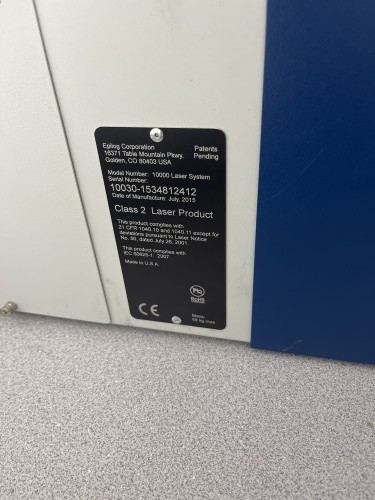 Epilog Corporation
16371 Table Mountain Pkwy.
Golden, CO 80403 USA
Patents
Pending
Model Number: 10000 Laser System
Serial Number:
10030-1534812412
Date of Manufacture: July, 2015
Class 2 Laser Product
This product complies with
21 CFR 1040.10 and 1040.11 except for
deviations pursuant to Laser Notice
No. 50, dated July 26, 2001.
This product complies with
IEC 60825-1: 2007
Made in U.S.A.
Pb
RoHS
CE